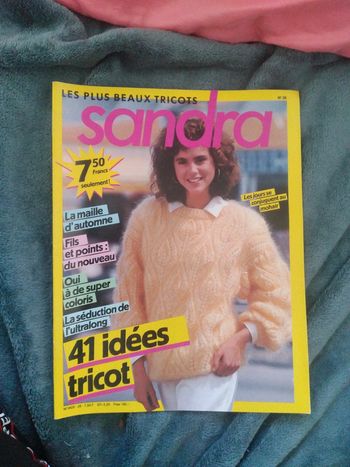 LES PLUS BEAUX TRICOTS
sandra
7,50
Francs
seulement!
Les jours se
conjuguent au
mohair
La maille
d'automne
Fils
et points :
du nouveau
Oui
à de super
coloris
La séduction de
l'ultralong
41 idées
tricot